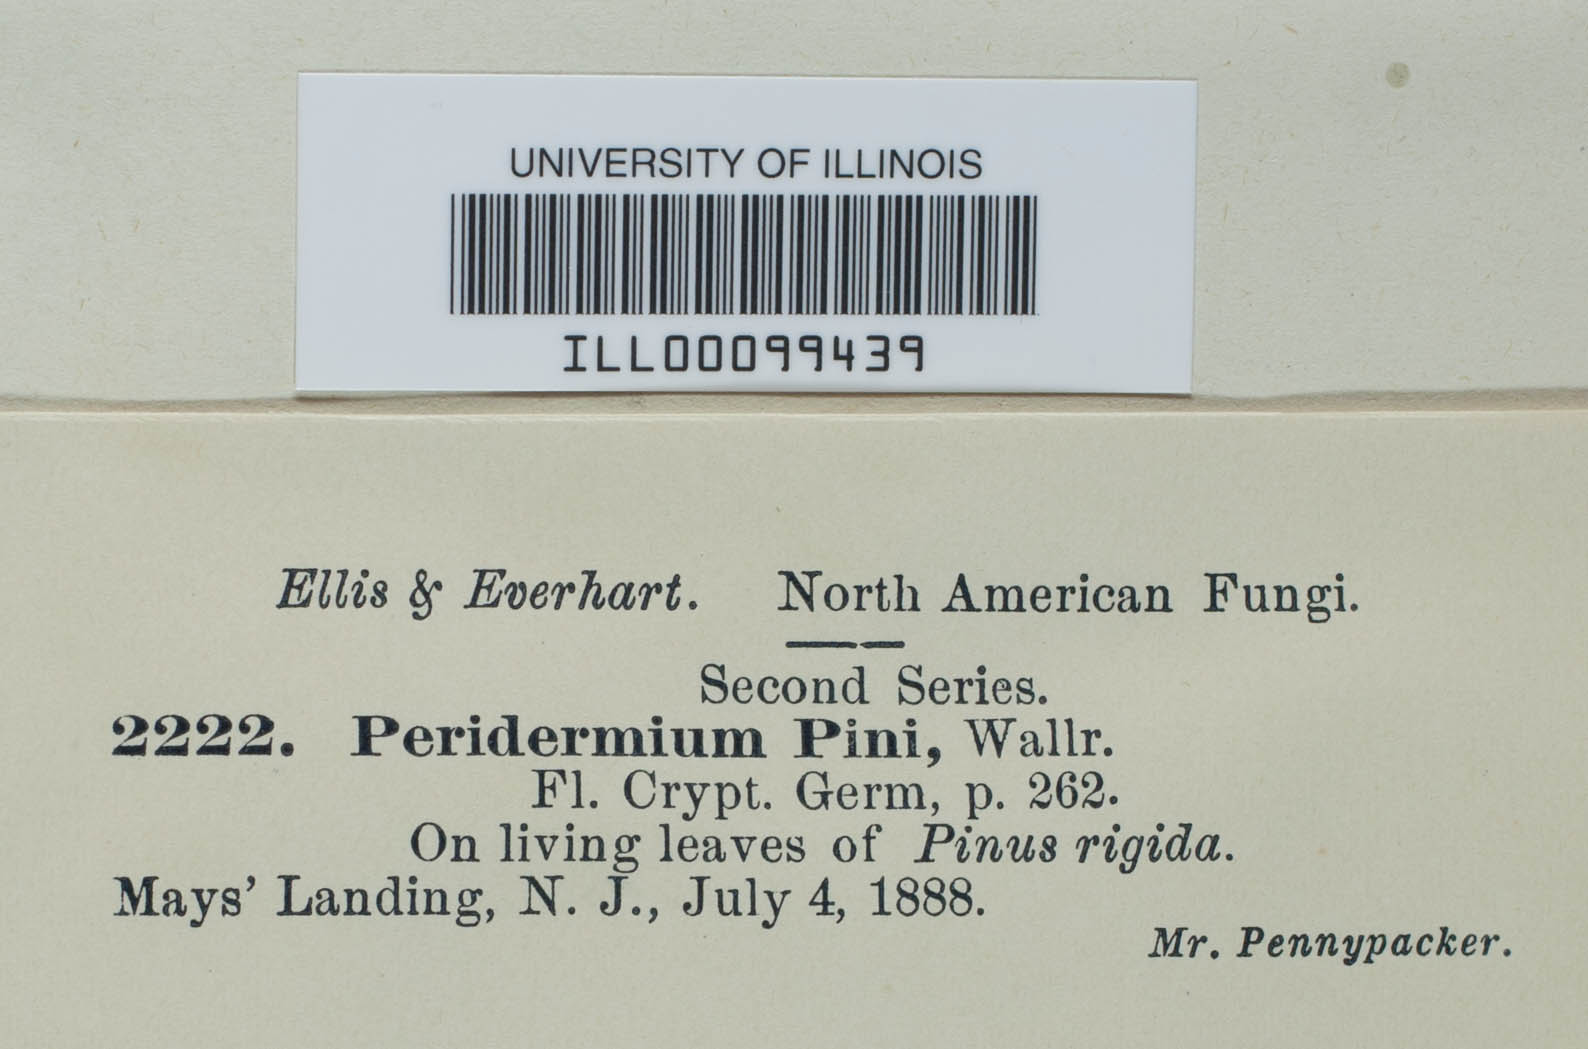 UNIVERSITY OF ILLINOIS
ILL00099439
Ellis & Everhart. North American Fungi.
Second Series.
2222. Peridermium Pini, Wallr.
Fl. Crypt. Germ, p. 262.
On living leaves of Pinus rigida.
Mays' Landing, N. J., July 4, 1888.
Mr. Pennypacker.